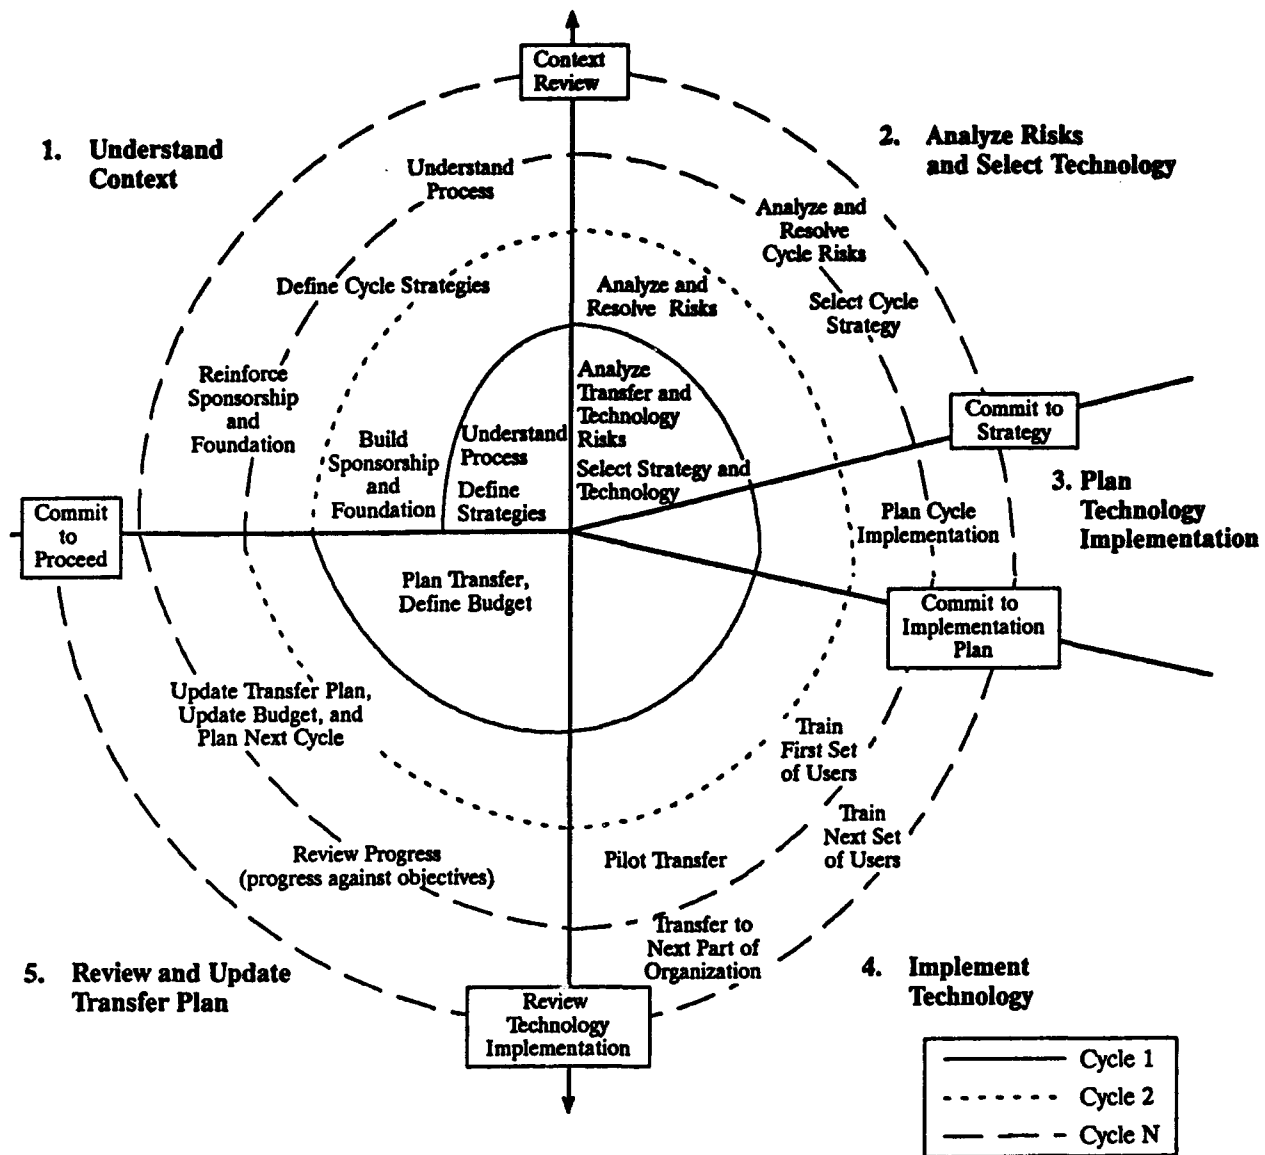 Context
Review
1. Understand
Context
2. Analyze Risks
and Select Technology
Understand
Process
Analyze and
Resolve
Cycle Risks
Define Cycle Strategies
Analyze and
Resolve Risks
Select Cycle
Strategy
Reinforce
Sponsorship
and
Foundation
Analyze
Transfer and
Technology
Risks
Select Strategy and
Technology
Build
Sponsorship
and
Foundation
Understand
Process
Define
Strategies
Commit to
Strategy
3. Plan
Technology
Implementation
Commit
to
Proceed
Plan Cycle
Implementation
Plan Transfer,
Define Budget
Commit to
Implementation
Plan
Update Transfer Plan,
Update Budget, and
Plan Next Cycle
Train
First Set
of Users
Train
Next Set
of Users
Review Progress
(progress against objectives)
Pilot Transfer
Transfer to
Next Part of
Organization
5. Review and Update
Transfer Plan
4. Implement
Technology
Review
Technology
Implementation
Cycle 1
Cycle 2
Cycle N